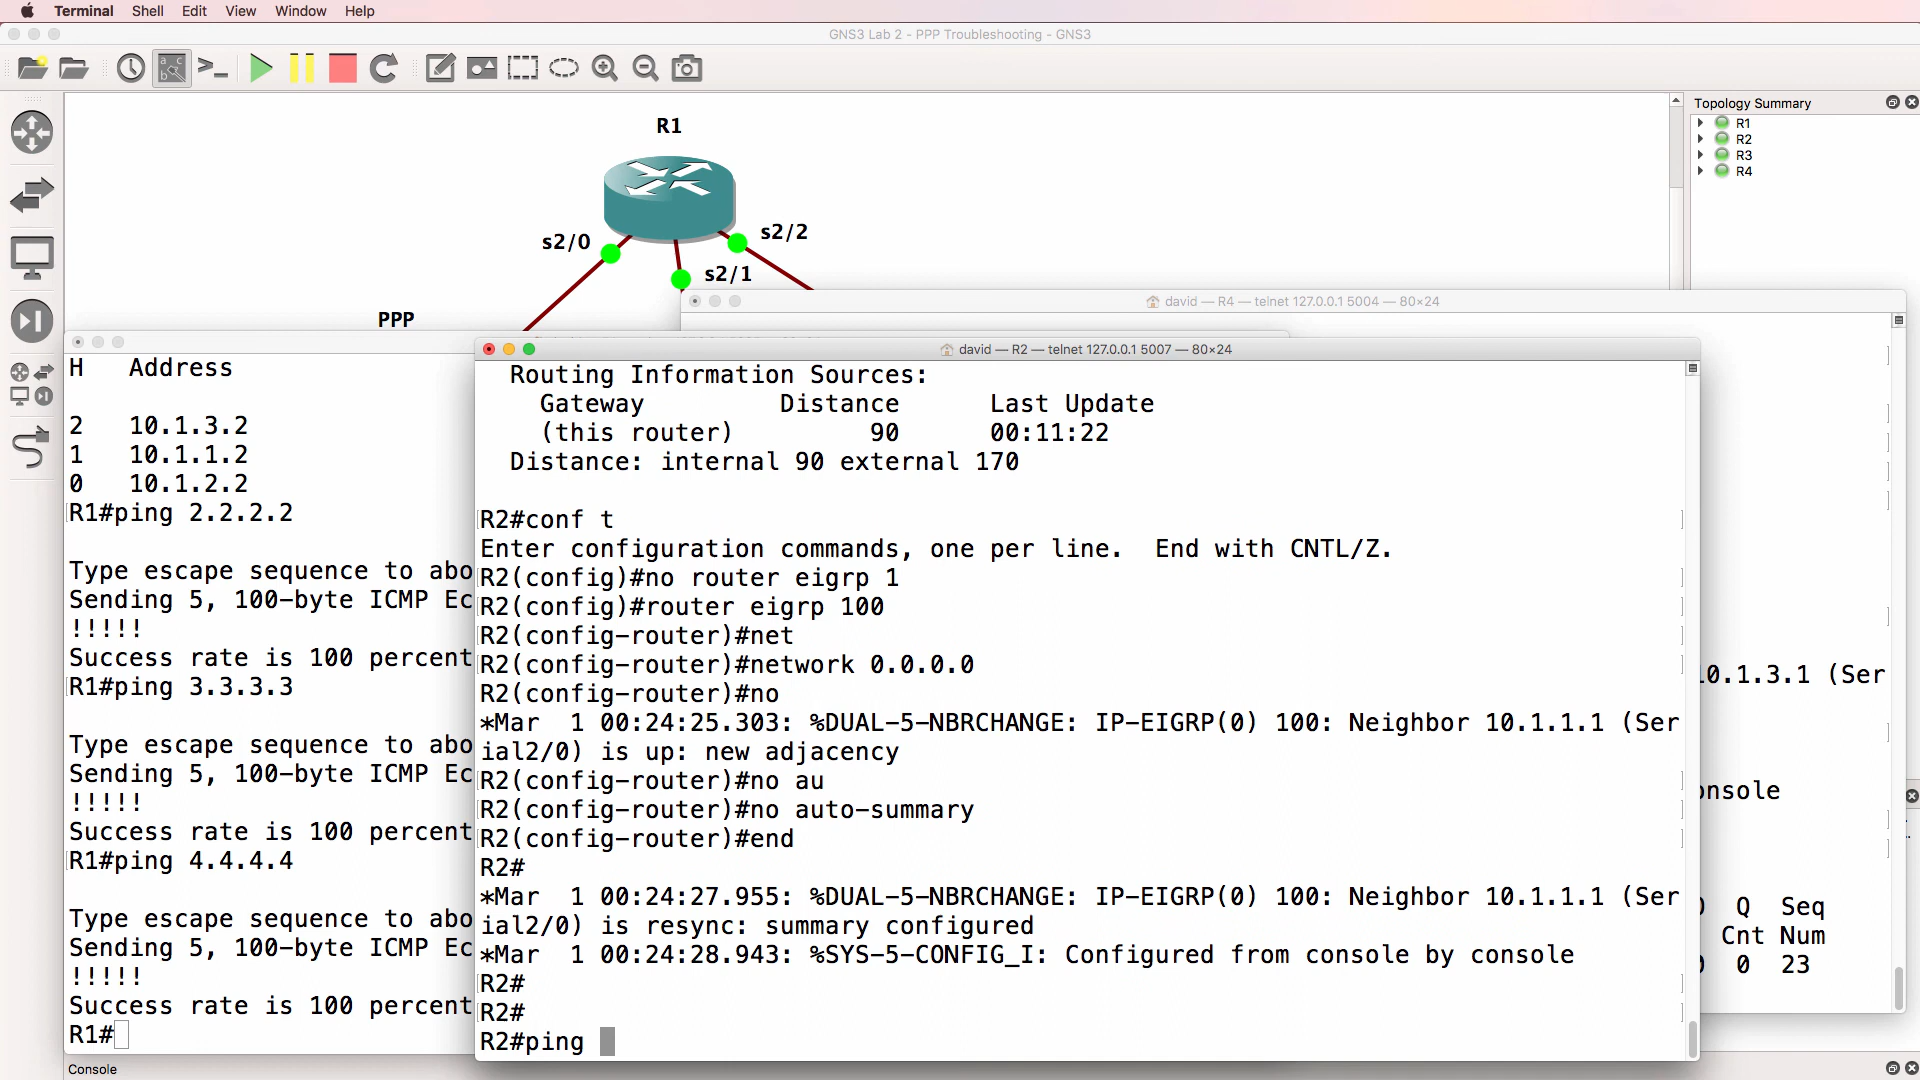 Terminal Shell Edit View Window Help
GNS3 Lab 2 - PPP Troubleshooting - GNS3
Topology Summary
R1
R2
R3
R4
R1
s2/0
s2/2
s2/1
PPP
david — R4 — telnet 127.0.0.1 5004 — 80×24
10.1.3.1 (Ser
onsole
Q Seq
Cnt Num
0 23
H Address
2 10.1.3.2
1 10.1.1.2
0 10.1.2.2
R1#ping 2.2.2.2
Type escape sequence to abo
Sending 5, 100-byte ICMP Ec
!!!!!
Success rate is 100 percent
R1#ping 3.3.3.3
Type escape sequence to abo
Sending 5, 100-byte ICMP Ec
!!!!!
Success rate is 100 percent
R1#ping 4.4.4.4
Type escape sequence to abo
Sending 5, 100-byte ICMP Ec
!!!!!
Success rate is 100 percent
R1#
david — R2 — telnet 127.0.0.1 5007 — 80×24
Routing Information Sources:
Gateway Distance Last Update
(this router) 90 00:11:22
Distance: internal 90 external 170
R2#conf t
Enter configuration commands, one per line. End with CNTL/Z.
R2(config)#no router eigrp 1
R2(config)#router eigrp 100
R2(config-router)#net
R2(config-router)#network 0.0.0.0
R2(config-router)#no
*Mar 1 00:24:25.303: %DUAL-5-NBRCHANGE: IP-EIGRP(0) 100: Neighbor 10.1.1.1 (Ser
ial2/0) is up: new adjacency
R2(config-router)#no au
R2(config-router)#no auto-summary
R2(config-router)#end
R2#
*Mar 1 00:24:27.955: %DUAL-5-NBRCHANGE: IP-EIGRP(0) 100: Neighbor 10.1.1.1 (Ser
ial2/0) is resync: summary configured
*Mar 1 00:24:28.943: %SYS-5-CONFIG_I: Configured from console by console
R2#
R2#
R2#ping
Console